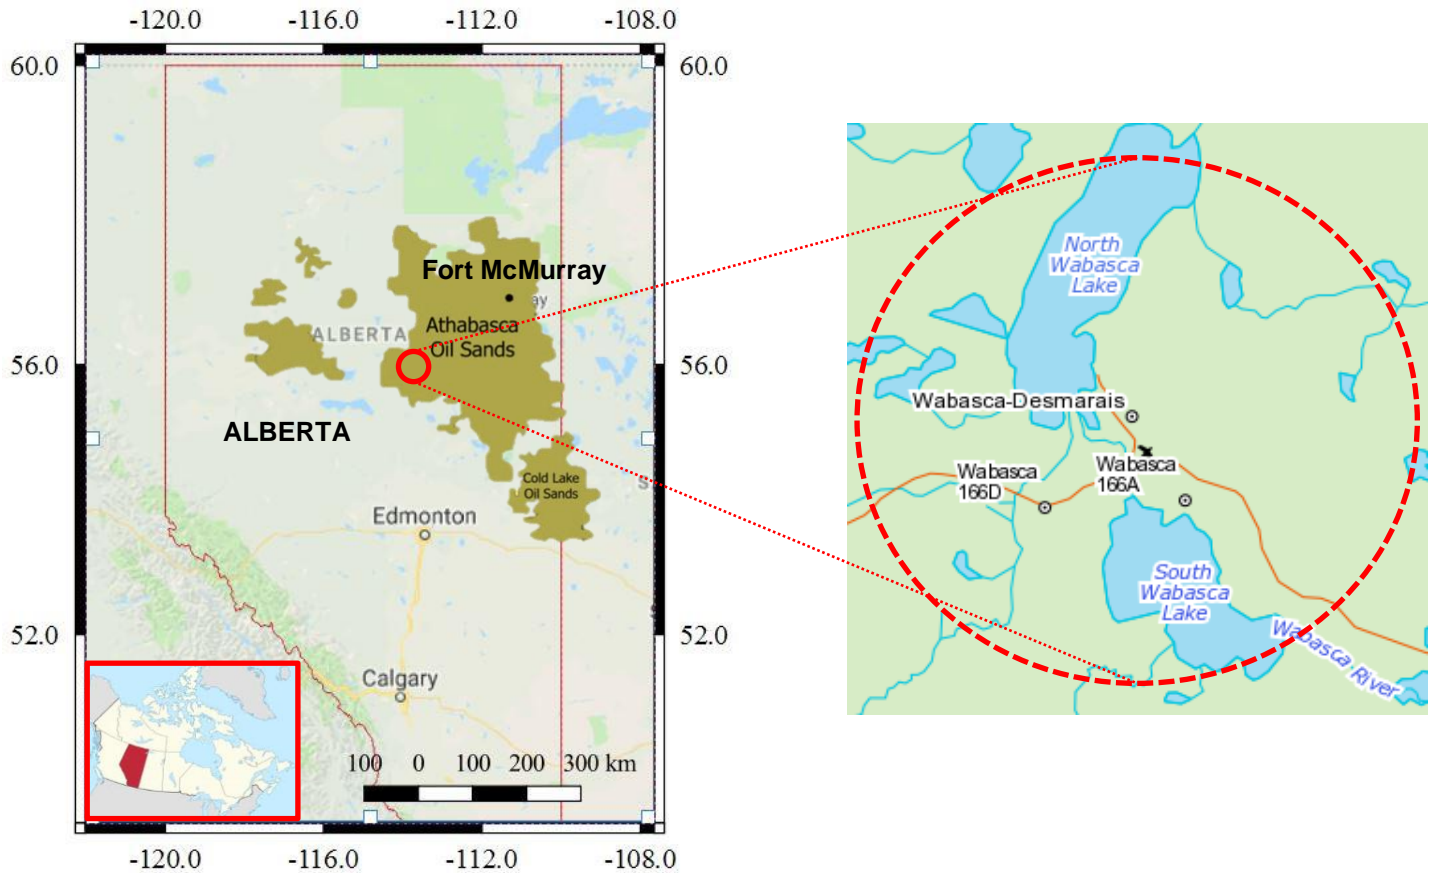 -120.0 -116.0 -112.0 -108.0
60.0 60.0
Fort McMurray
ay
ALBERTA
Athabasca
Oil Sands
56.0 56.0
ALBERTA
Cold Lake
Oil Sands
S
Edmonton
52.0 52.0
Calgary
100 0 100 200 300 km
-120.0 -116.0 -112.0 -108.0
North
Wabasca
Lake
Wabasca-Desmarais
Wabasca
166D
Wabasca
166A
South
Wabasca
Lake
Wabasca River